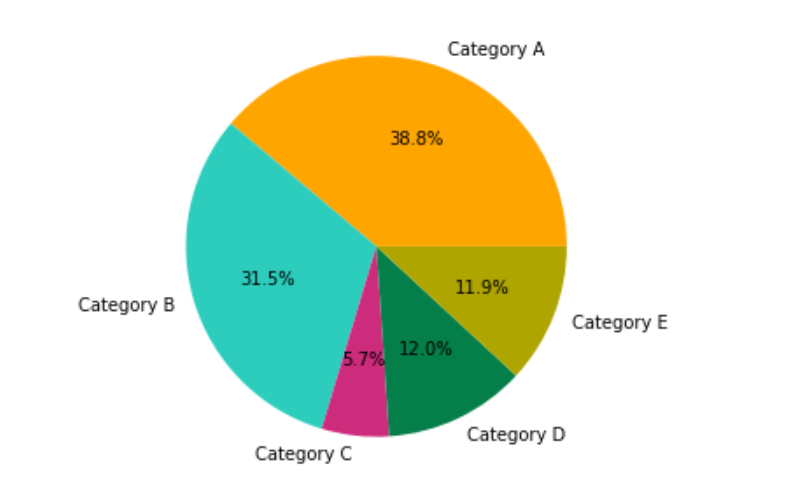 Category A
38.8%
31.5%
11.9%
Category B
Category E
5.7%
12.0%
Category D
Category C